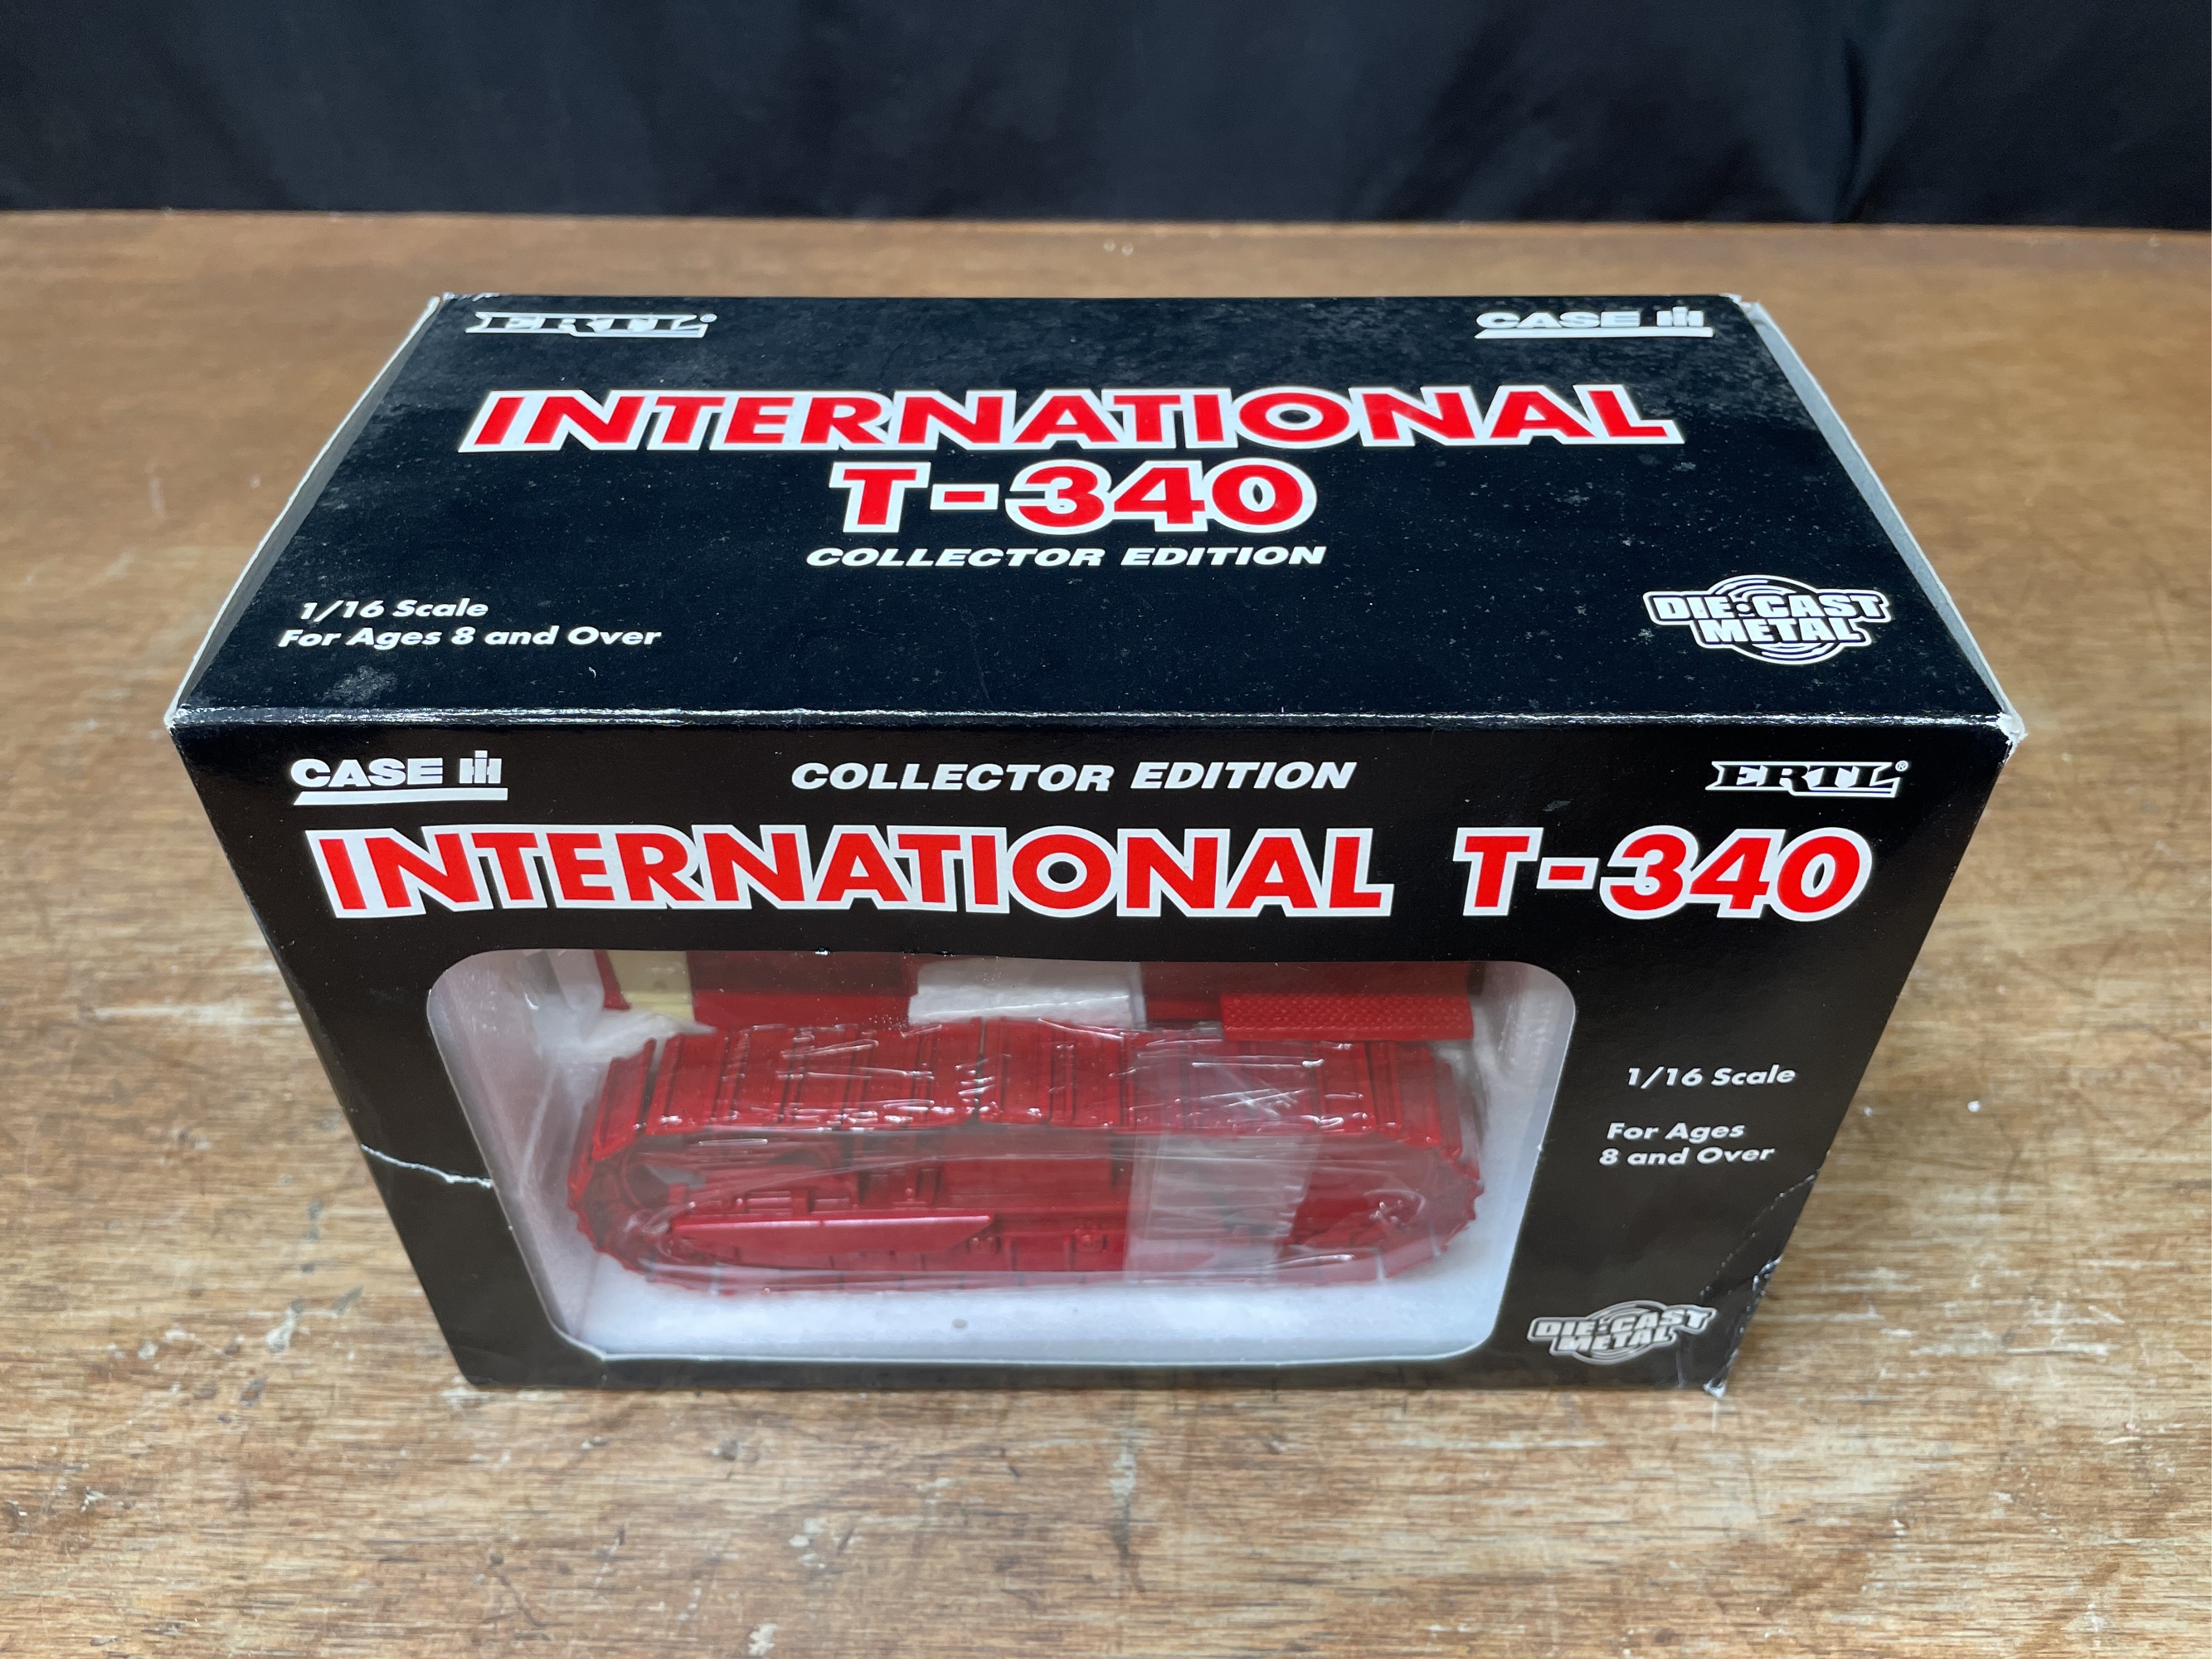 ERTL®
CASE IH
INTERNATIONAL
T-340
COLLECTOR EDITION
1/16 Scale
For Ages 8 and Over
DIE-CAST
METAL
CASE IH
COLLECTOR EDITION
ERTL®
INTERNATIONAL T-340
1/16 Scale
For Ages
8 and Over
DIE-CAST
METAL